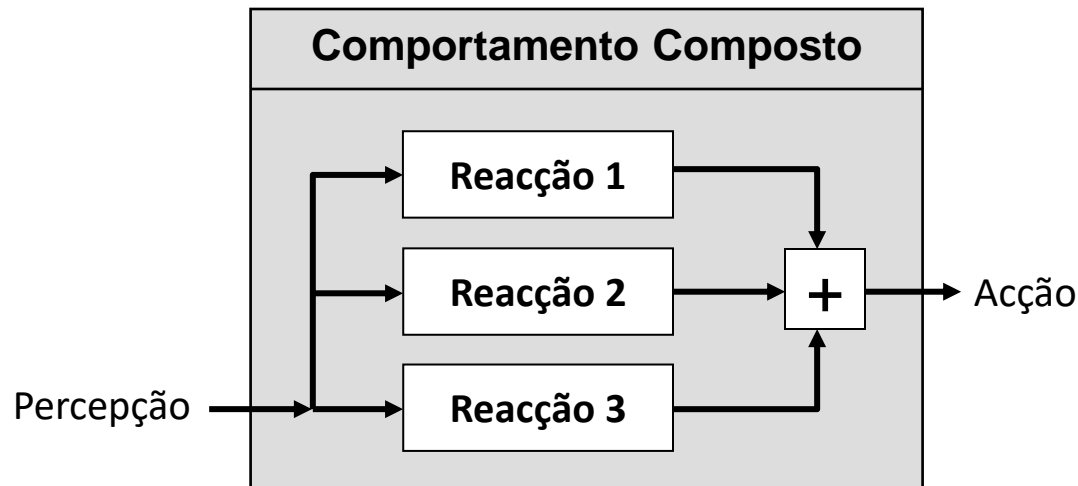 Comportamento Composto
Reacção 1
Reacção 2
+
Acção
Percepção
Reacção 3